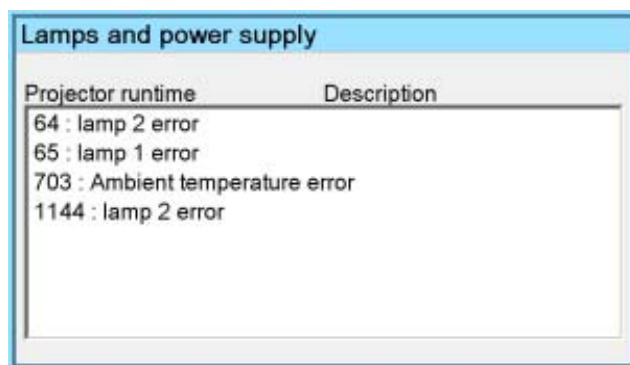 Lamps and power supply
Projector runtime Description
64 : lamp 2 error
65 : lamp 1 error
703 : Ambient temperature error
1144 : lamp 2 error